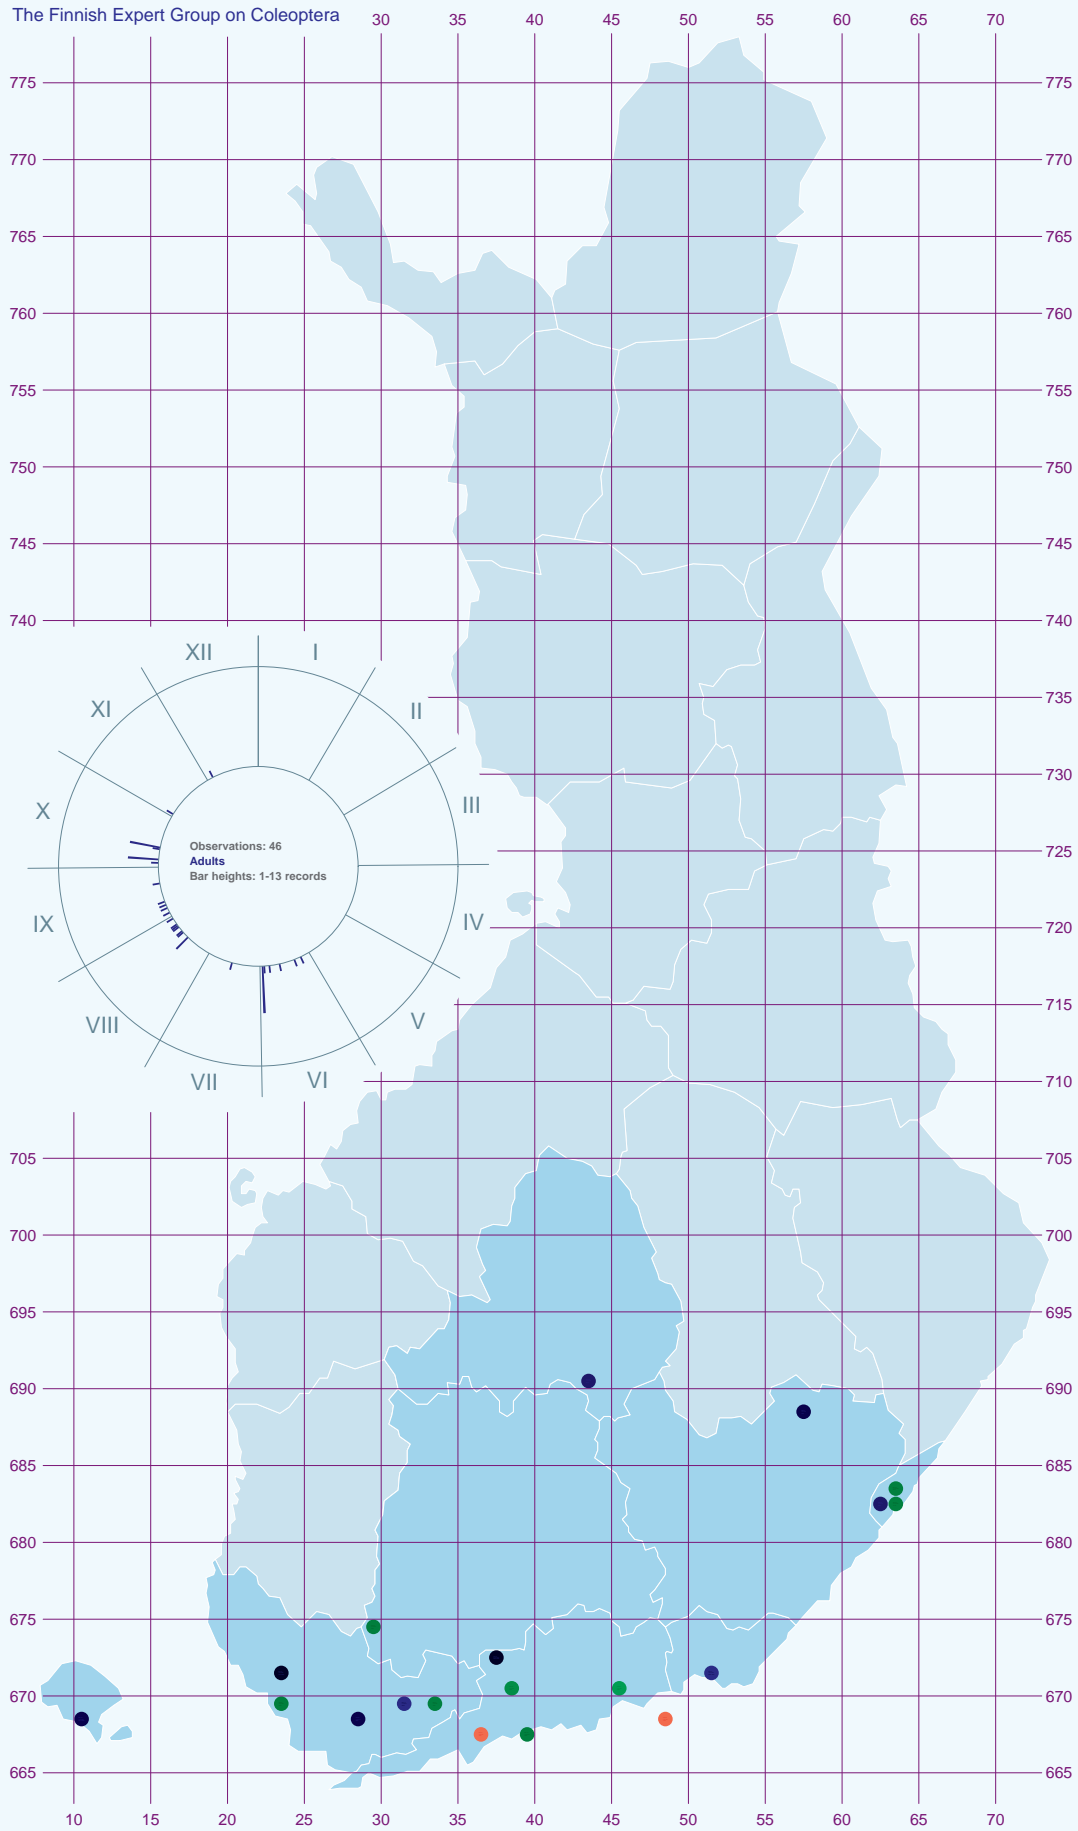 The Finnish Expert Group on Coleoptera
30 35 40 45 50 55 60 65 70
775 775
770 770
765 765
760 760
755 755
750 750
745 745
740 740
XII I
XI II
735
730
X III
725
Observations: 46
Adults
Bar heights: 1-13 records
IX IV
720
715
VIII V
VII VI
710
705 705
700 700
695 695
690 690
685 685
680 680
675 675
670 670
665 665
10 15 20 25 30 35 40 45 50 55 60 65 70